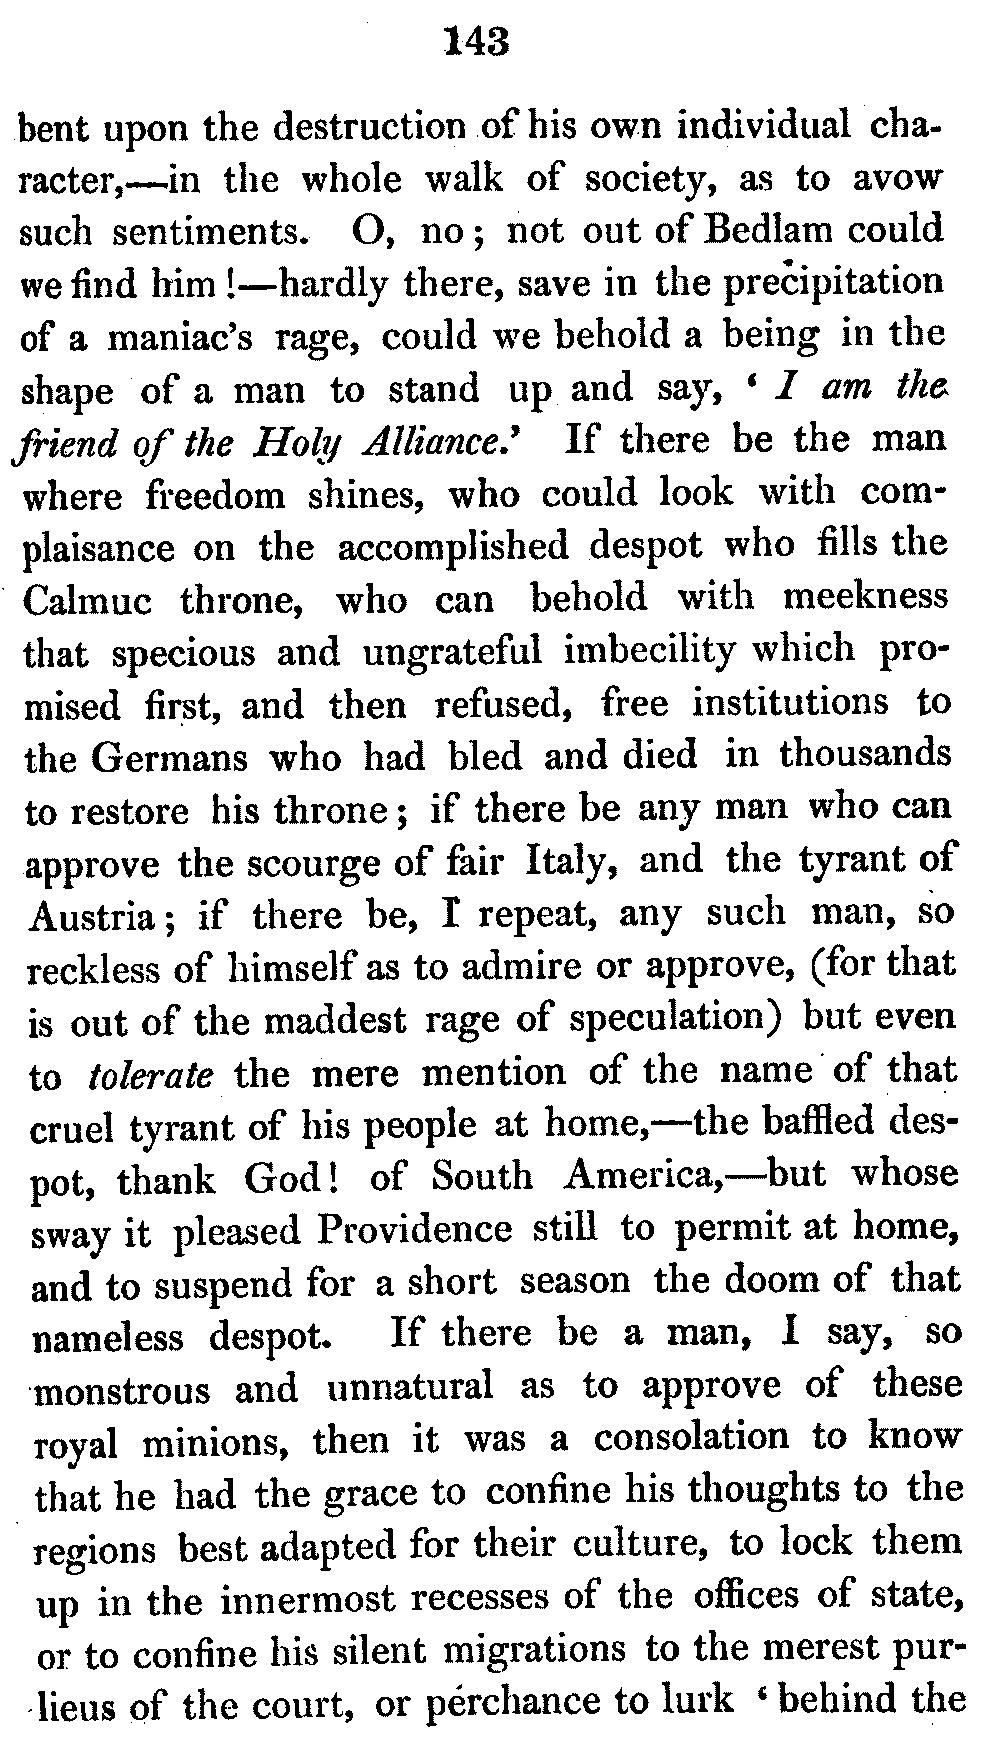 143
bent upon the destruction of his own individual cha-
racter,—in the whole walk of society, as to avow
such sentiments. O, no; not out of Bedlam could
we find him!—hardly there, save in the precipitation
of a maniac's rage, could we behold a being in the
shape of a man to stand up and say, ‘ I am the
friend of the Holy Alliance.’ If there be the man
where freedom shines, who could look with com-
plaisance on the accomplished despot who fills the
Calmuc throne, who can behold with meekness
that specious and ungrateful imbecility which pro-
mised first, and then refused, free institutions to
the Germans who had bled and died in thousands
to restore his throne; if there be any man who can
approve the scourge of fair Italy, and the tyrant of
Austria; if there be, I repeat, any such man, so
reckless of himself as to admire or approve, (for that
is out of the maddest rage of speculation) but even
to tolerate the mere mention of the name of that
cruel tyrant of his people at home,—the baffled des-
pot, thank God! of South America,—but whose
sway it pleased Providence still to permit at home,
and to suspend for a short season the doom of that
nameless despot. If there be a man, I say, so
monstrous and unnatural as to approve of these
royal minions, then it was a consolation to know
that he had the grace to confine his thoughts to the
regions best adapted for their culture, to lock them
up in the innermost recesses of the offices of state,
or to confine his silent migrations to the merest pur-
lieus of the court, or perchance to lurk ‘ behind the